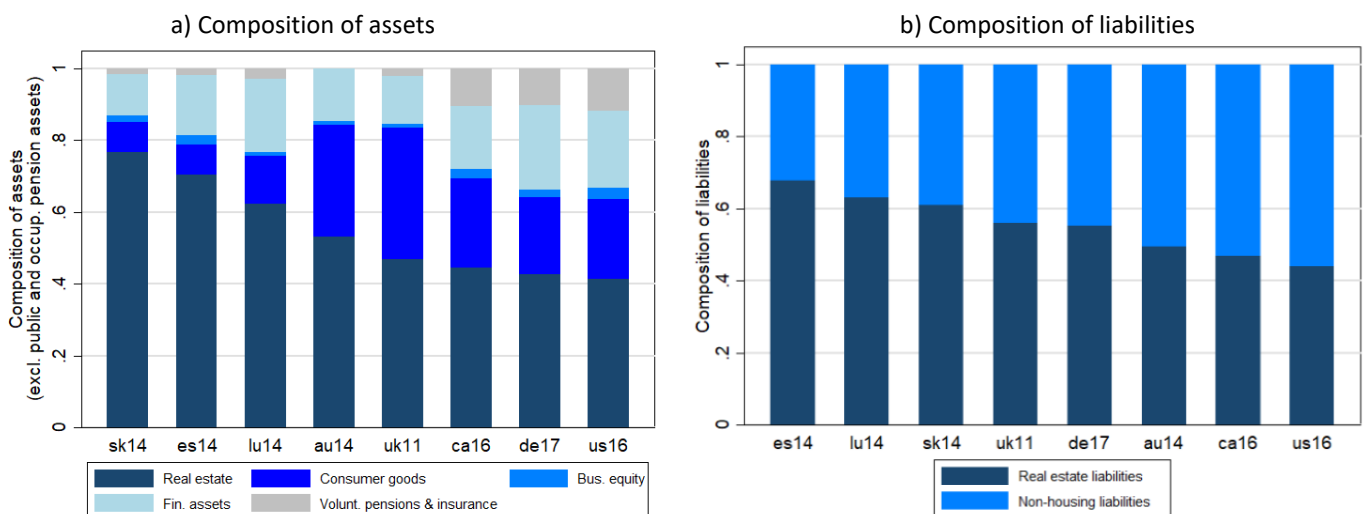 a) Composition of assets
Composition of assets
(excl. public and occup. pension assets)
1
.8
.6
.4
.2
0
sk14 es14 lu14 au14 uk11 ca16 de17 us16
Real estate Consumer goods Bus. equity
Fin. assets Volunt. pensions & insurance
b) Composition of liabilities
Composition of liabilities
1
.8
.6
.4
.2
0
es14 lu14 sk14 uk11 de17 au14 ca16 us16
Real estate liabilities
Non-housing liabilities